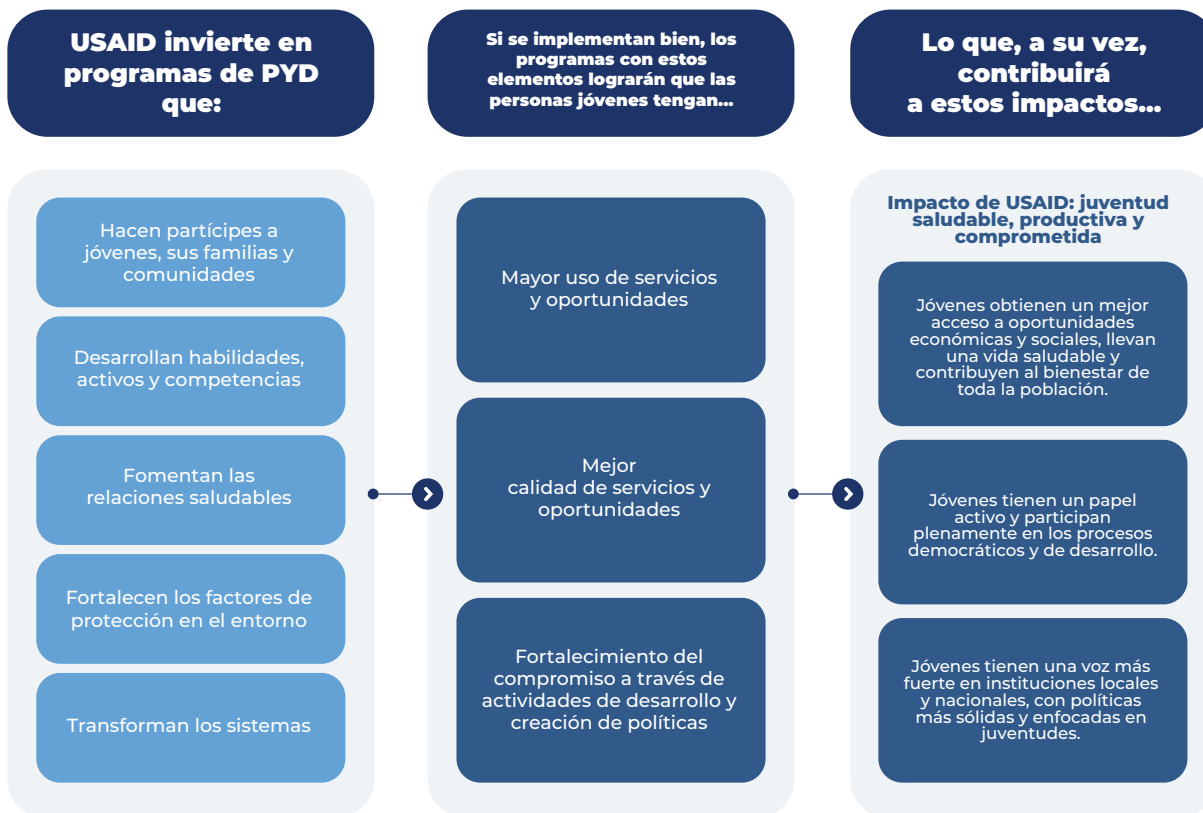 USAID invierte en
programas de PYD
que:
Hacen partícipes a
jóvenes, sus familias y
comunidades
Desarrollan habilidades,
activos y competencias
Fomentan las
relaciones saludables
Fortalecen los factores de
protección en el entorno
Transforman los sistemas
Si se implementan bien, los
programas con estos
elementos lograrán que las
personas jóvenes tengan...
Mayor uso de servicios
y oportunidades
Mejor
calidad de servicios y
oportunidades
Fortalecimiento del
compromiso a través de
actividades de desarrollo y
creación de políticas
Lo que, a su vez,
contribuirá
a estos impactos...
Impacto de USAID: juventud
saludable, productiva y
comprometida
Jóvenes obtienen un mejor
acceso a oportunidades
económicas y sociales, llevan
una vida saludable y
contribuyen al bienestar de
toda la población.
Jóvenes tienen un papel
activo y participan
plenamente en los procesos
democráticos y de desarrollo.
Jóvenes tienen una voz más
fuerte en instituciones locales
y nacionales, con políticas
más sólidas y enfocadas en
juventudes.